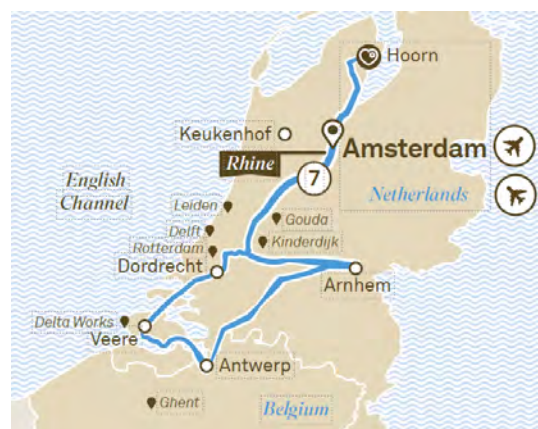 Hoorn
Keukenhof
Amsterdam
Rhine
7
English
Channel
Netherlands
Leiden
Gouda
Delft
Kinderdijk
Rotterdam
Dordrecht
Arnhem
Delta Works
Veere
Antwerp
Ghent
Belgium